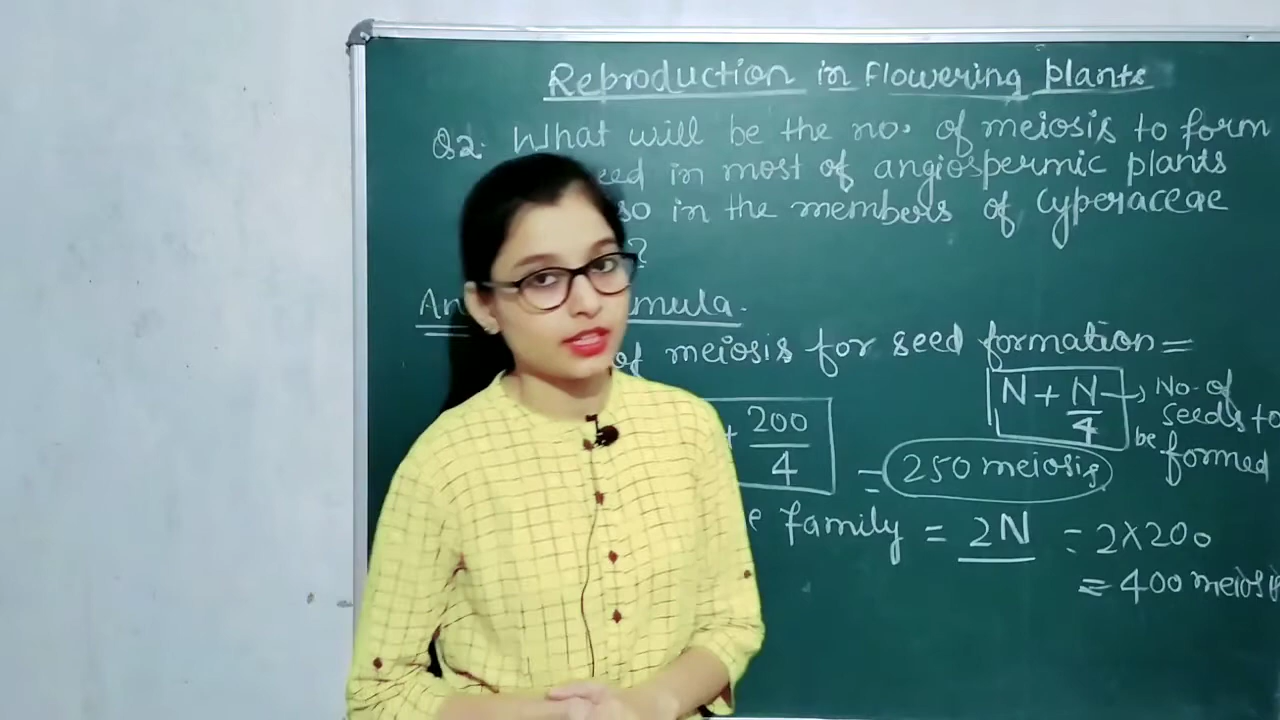 Reproduction in Flowering plants
Q2. What will be the no. of meiosis to form
eed in most of angiospermic plants
so in the members of Cyperaceae
?
An mula.
of meiosis for seed formation =
N + N/4 → No. of
seeds to
be formed
+ 200/4 = 250 meiosis
e family = 2N = 2X200
= 400 meiosis